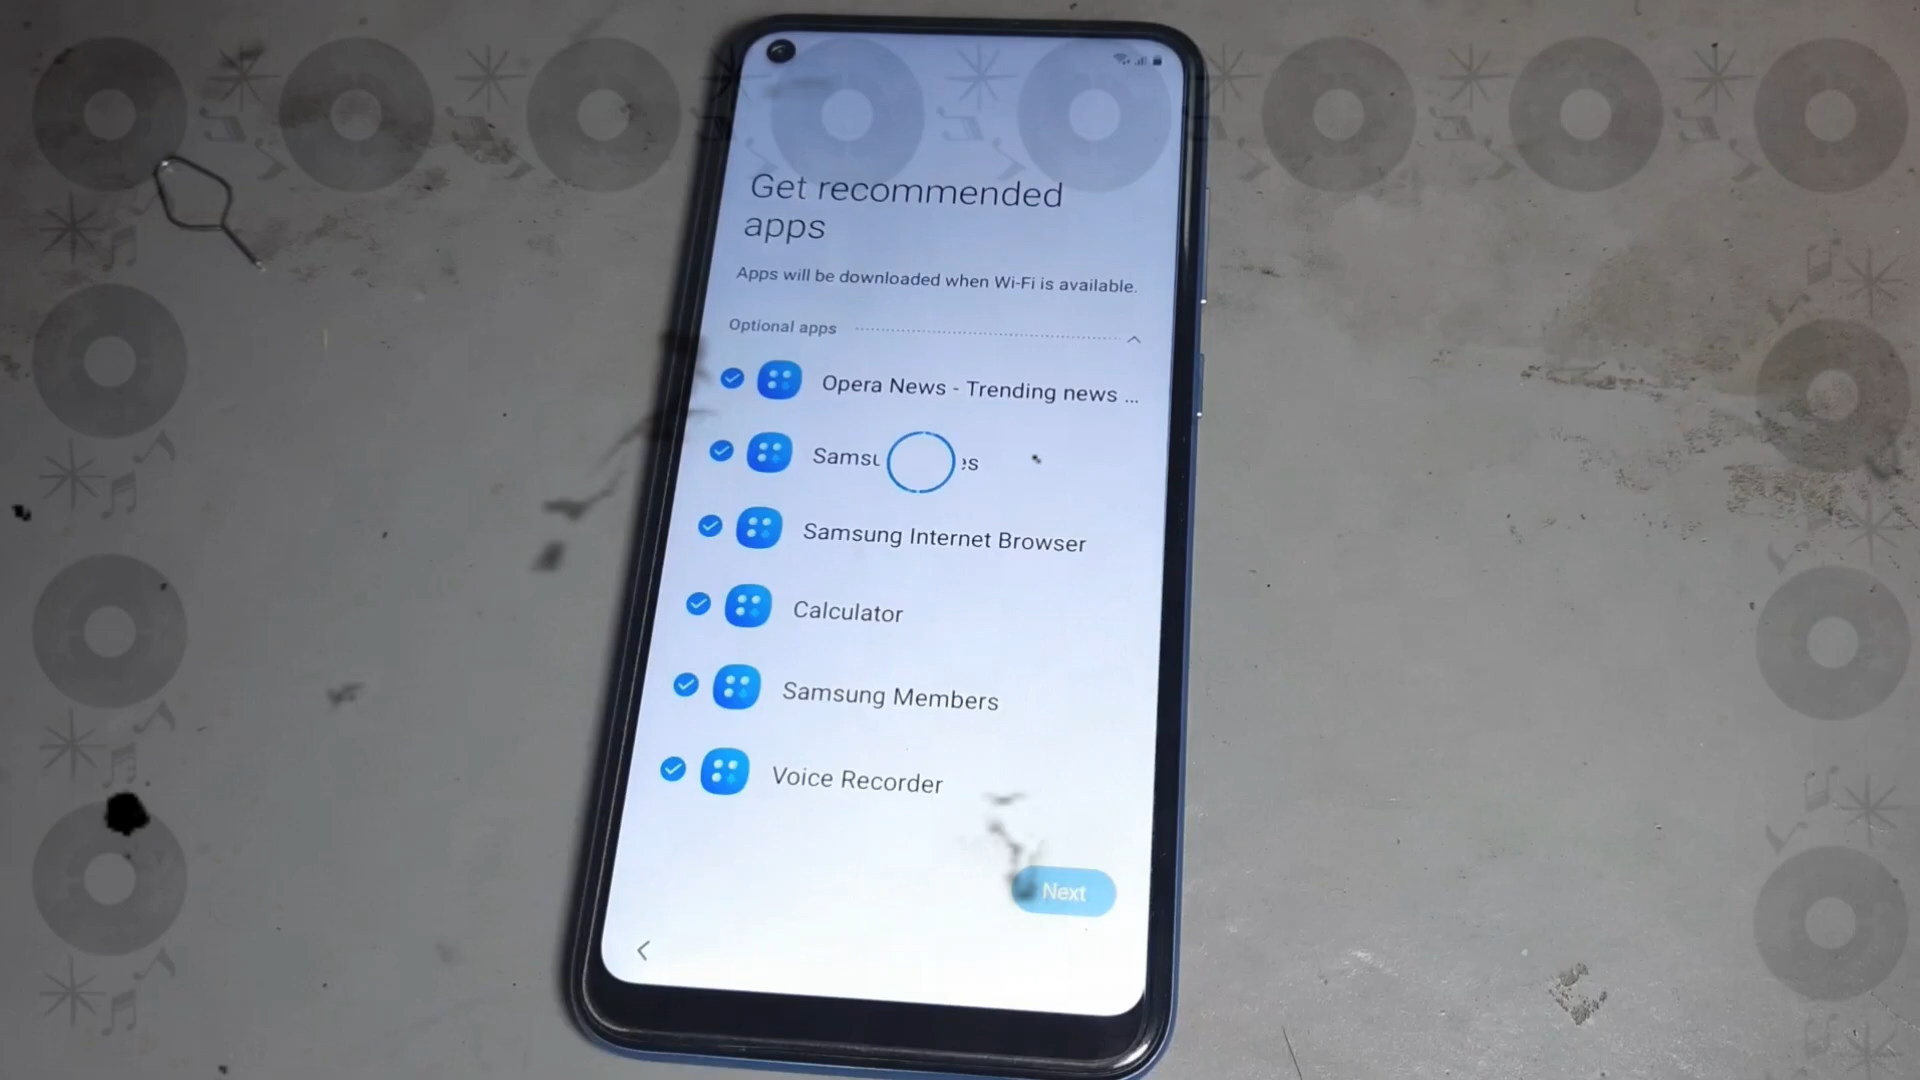 Get recommended
apps
Apps will be downloaded when Wi-Fi is available.
Optional apps
Opera News - Trending news ...
Samsung Internet Browser
Calculator
Samsung Members
Voice Recorder
Next